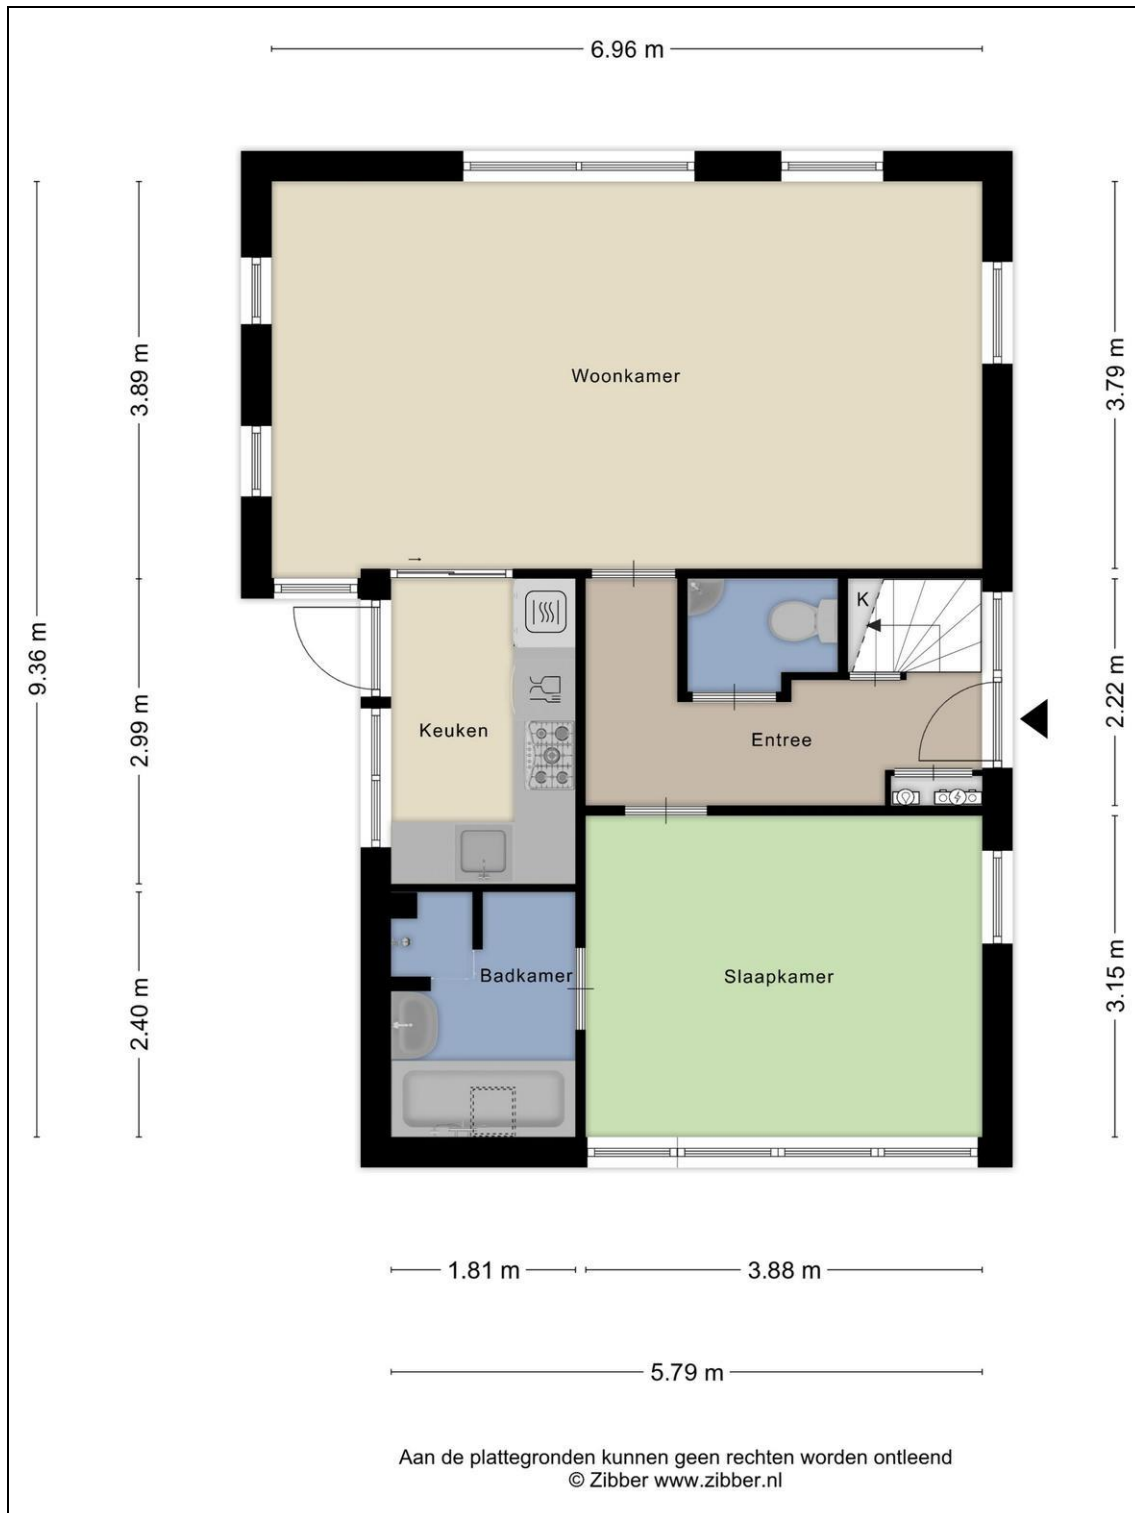 6.96 m
Woonkamer
3.89 m
3.79 m
K
9.36 m
2.99 m
2.22 m
Keuken
Entree
Badkamer
Slaapkamer
2.40 m
3.15 m
1.81 m
3.88 m
5.79 m
Aan de plattegronden kunnen geen rechten worden ontleend
© Zibber www.zibber.nl